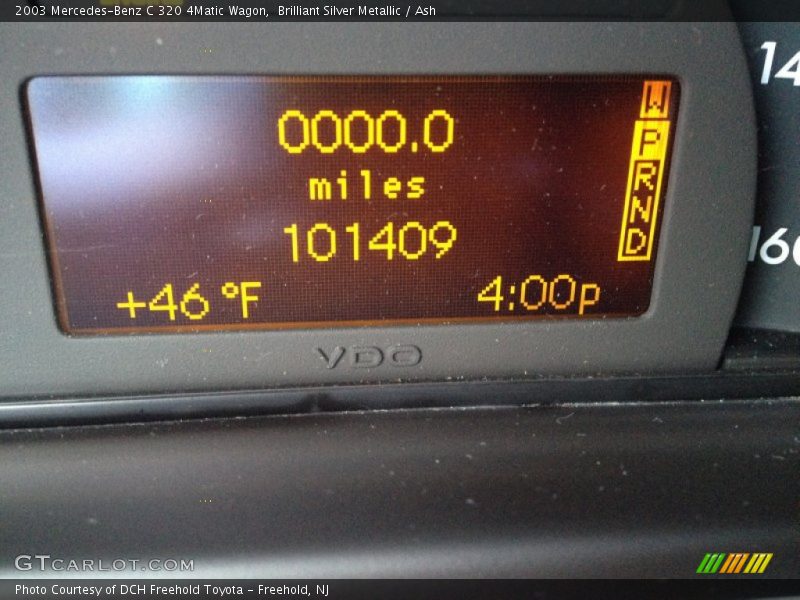 2003 Mercedes-Benz C 320 4Matic Wagon, Brilliant Silver Metallic / Ash
14
0000.0
W
P
miles
R
N
101409
D
160
+46 °F
4:00p
VDO
GTCARLOT.COM
Photo Courtesy of DCH Freehold Toyota - Freehold, NJ